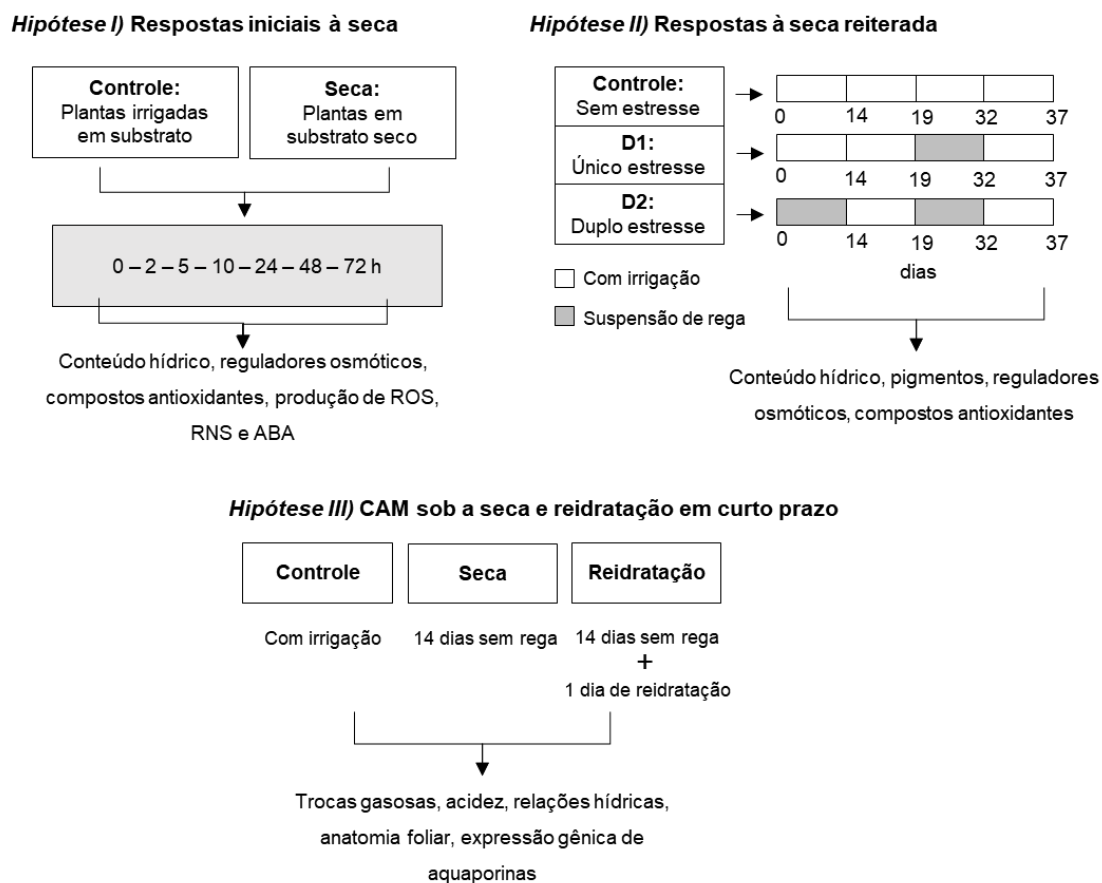 Hipótese I) Respostas iniciais à seca
Controle:
Plantas irrigadas
em substrato
Seca:
Plantas em
substrato seco
0 – 2 – 5 – 10 – 24 – 48 – 72 h
Conteúdo hídrico, reguladores osmóticos,
compostos antioxidantes, produção de ROS,
RNS e ABA
Hipótese II) Respostas à seca reiterada
Controle:
Sem estresse
0 14 19 32 37
D1:
Único estresse
0 14 19 32 37
D2:
Duplo estresse
0 14 19 32 37
dias
Com irrigação
Suspensão de rega
Conteúdo hídrico, pigmentos, reguladores
osmóticos, compostos antioxidantes
Hipótese III) CAM sob a seca e reidratação em curto prazo
Controle
Seca
Reidratação
Com irrigação
14 dias sem rega
14 dias sem rega
+
1 dia de reidratação
Trocas gasosas, acidez, relações hídricas,
anatomia foliar, expressão gênica de
aquaporinas